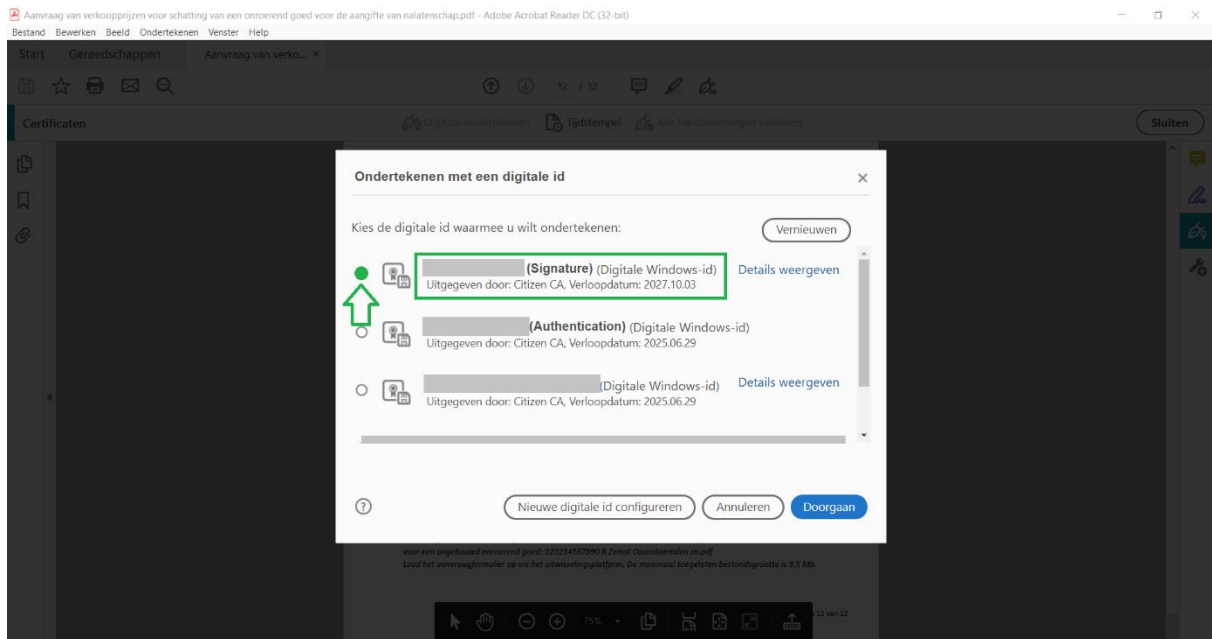 Aanvraag van verkoopprijzen voor schatting van een onroerend goed voor de aangifte van nalatenschap.pdf - Adobe Acrobat Reader DC (32-bit)
Bestand Bewerken Beeld Ondertekenen Venster Help
Start Gereedschappen Aanvraag van verko... ×
12 / 12
Certificaten Digitaal ondertekenen Tijdstempel Alle handtekeningen valideren Sluiten
Ondertekenen met een digitale id
Kies de digitale id waarmee u wilt ondertekenen: Vernieuwen
(Signature) (Digitale Windows-id) Details weergeven
Uitgegeven door: Citizen CA, Verloopdatum: 2027.10.03
(Authentication) (Digitale Windows-id)
Uitgegeven door: Citizen CA, Verloopdatum: 2025.06.29
(Digitale Windows-id) Details weergeven
Uitgegeven door: Citizen CA, Verloopdatum: 2025.06.29
Nieuwe digitale id configureren Annuleren Doorgaan
voor een ongebouwd onroerend goed: 020234567890 B Zemst Ossenbeemden zn.pdf
Laad het aanvraagformulier op via het uitwisselingsplatform. De maximaal toegelaten bestandsgrootte is 9,5 Mb.
12 van 12
75%